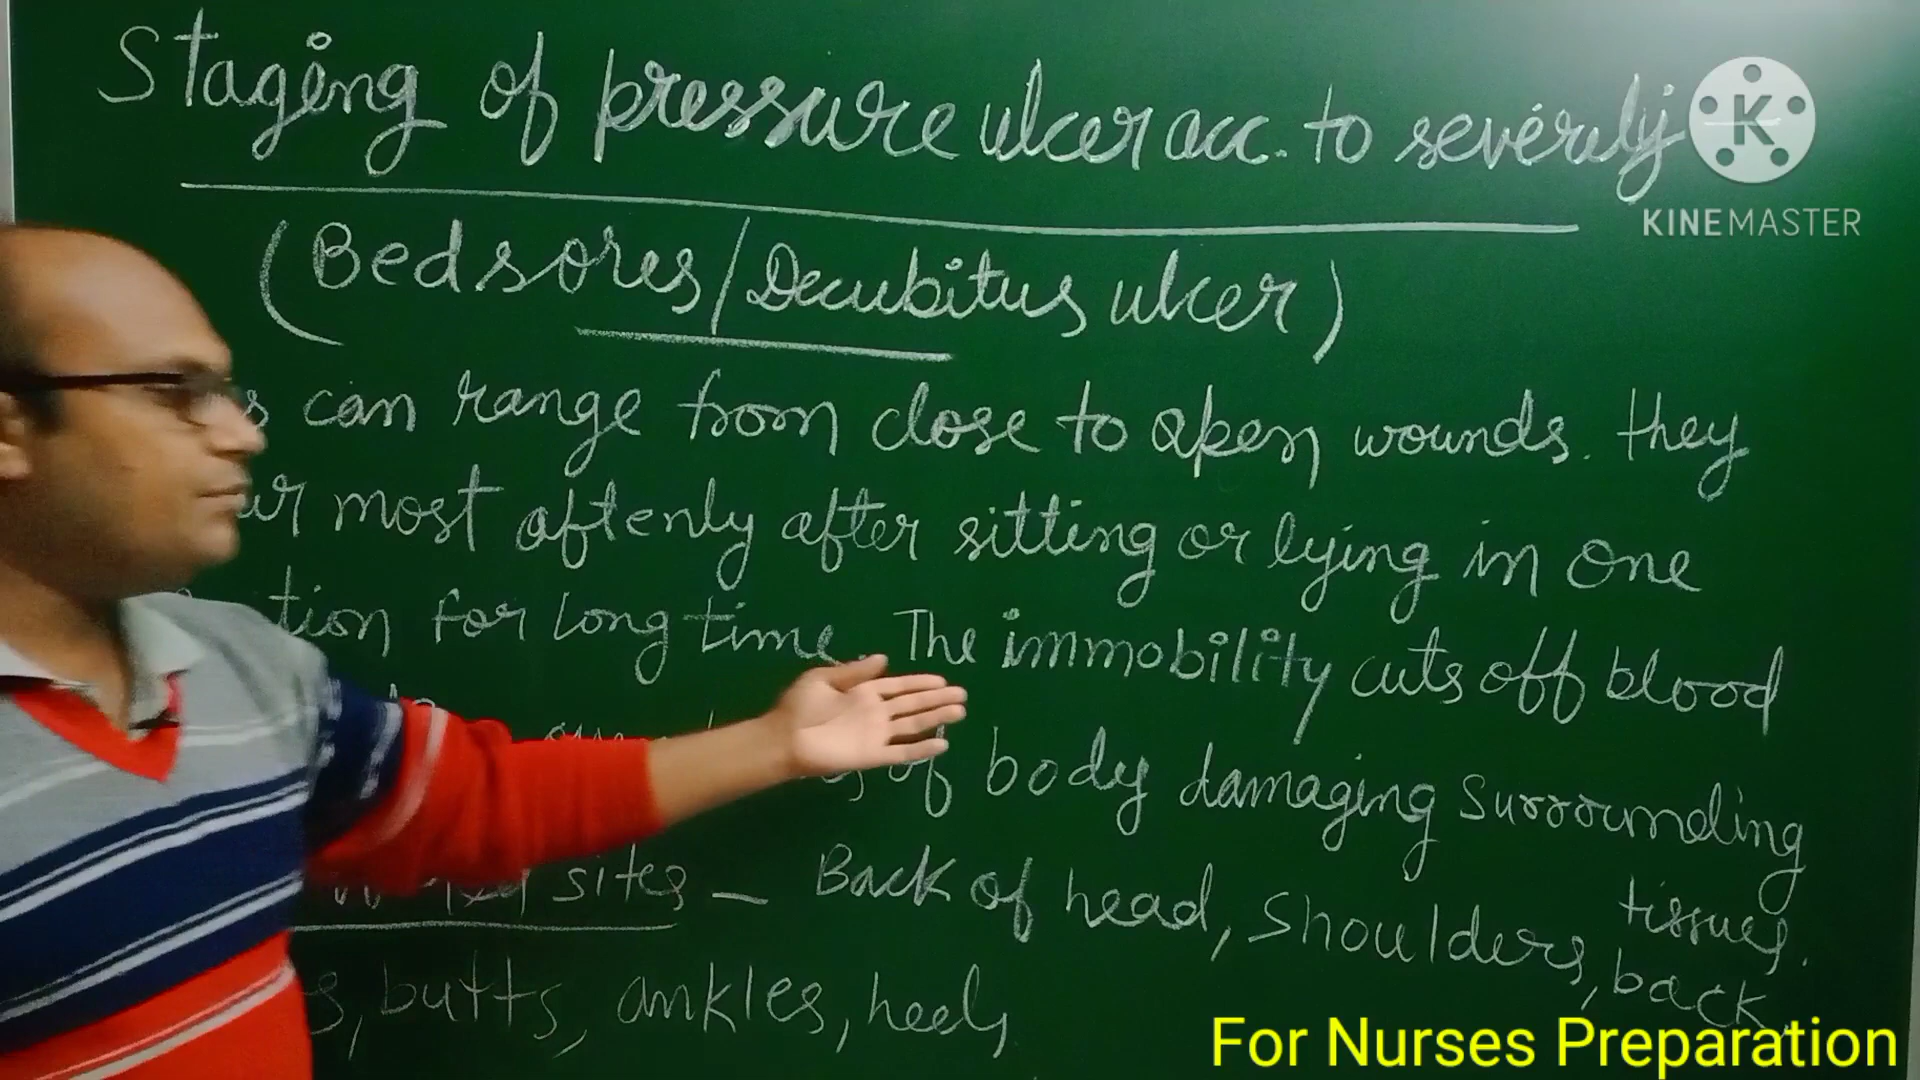 Staging of pressure ulcer acc. to severely
KINEMASTER
(Bedsores/Decubitus ulcer)
can range from close to open wounds. they
most oftenly after sitting or lying in one
for long time. The immobility cuts off blood
of body damaging surrounding
tissues.
sites - Back of head, shoulders, back,
butts, ankles, heels
For Nurses Preparation